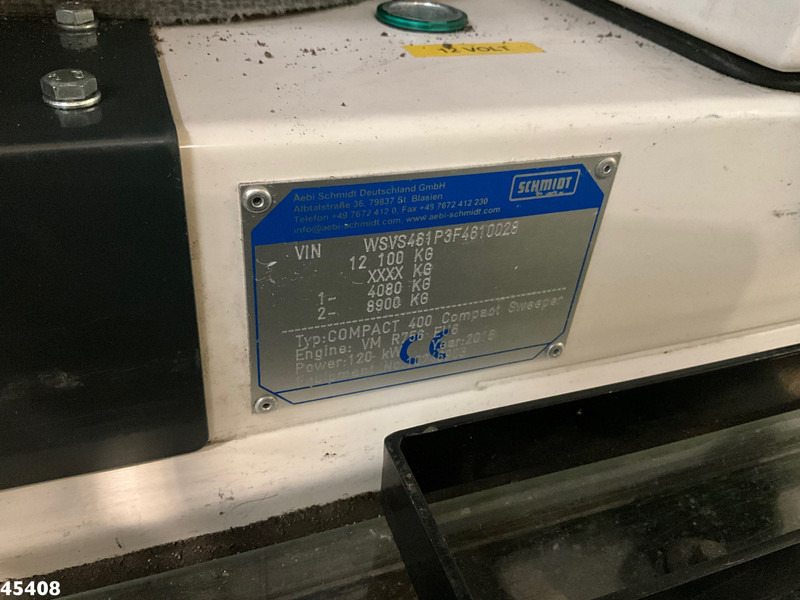 12 VOLT
Aebi Schmidt Deutschland GmbH
Albtalstraße 36, 79837 St. Blasien
Telefon +49 7672 412 0, Fax +49 7672 412 230
info@aebi-schmidt.com, www.aebi-schmidt.com
SCHMIDT
VIN WSVS461P3F4610028
12 100 KG
XXXX KG
1- 4080 KG
2- 8900 KG
Typ:COMPACT 400 Compact Sweeper
Engine: VM R756 EU6
Power:120 kW Year:2015
Equipment No.
CE
45408